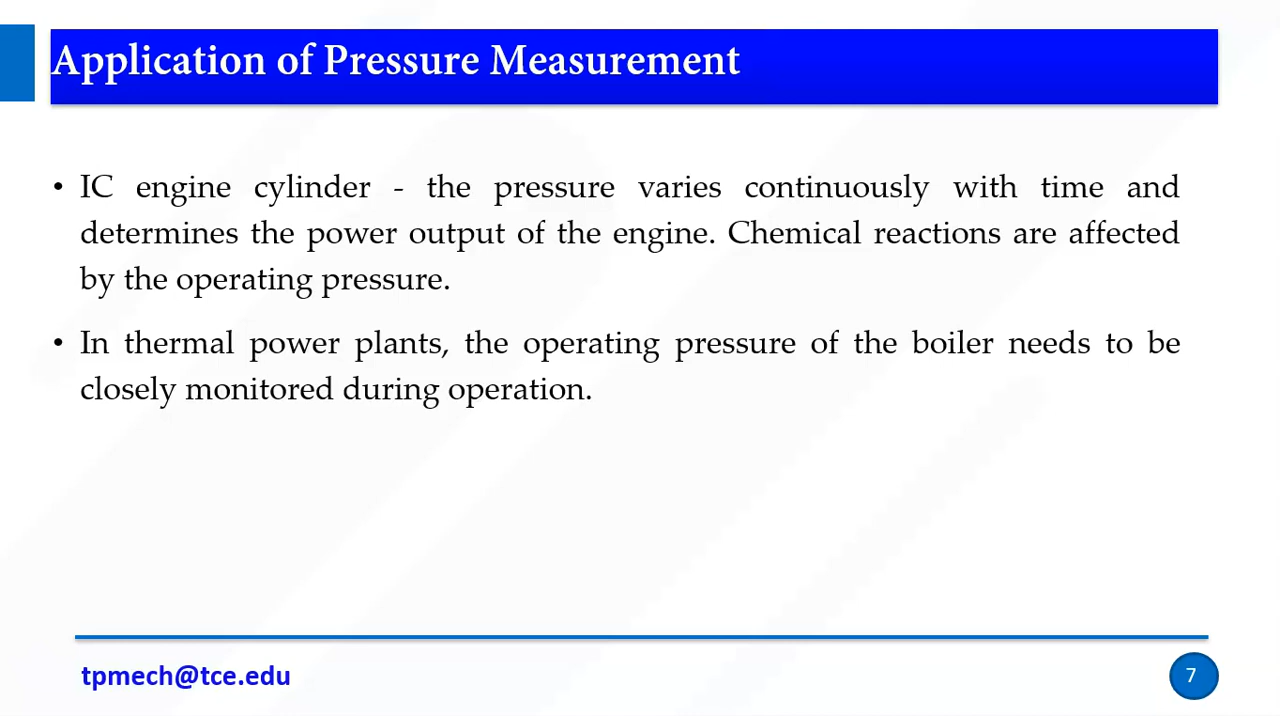 Application of Pressure Measurement
• IC engine cylinder - the pressure varies continuously with time and
determines the power output of the engine. Chemical reactions are affected
by the operating pressure.
• In thermal power plants, the operating pressure of the boiler needs to be
closely monitored during operation.
tpmech@tce.edu
7